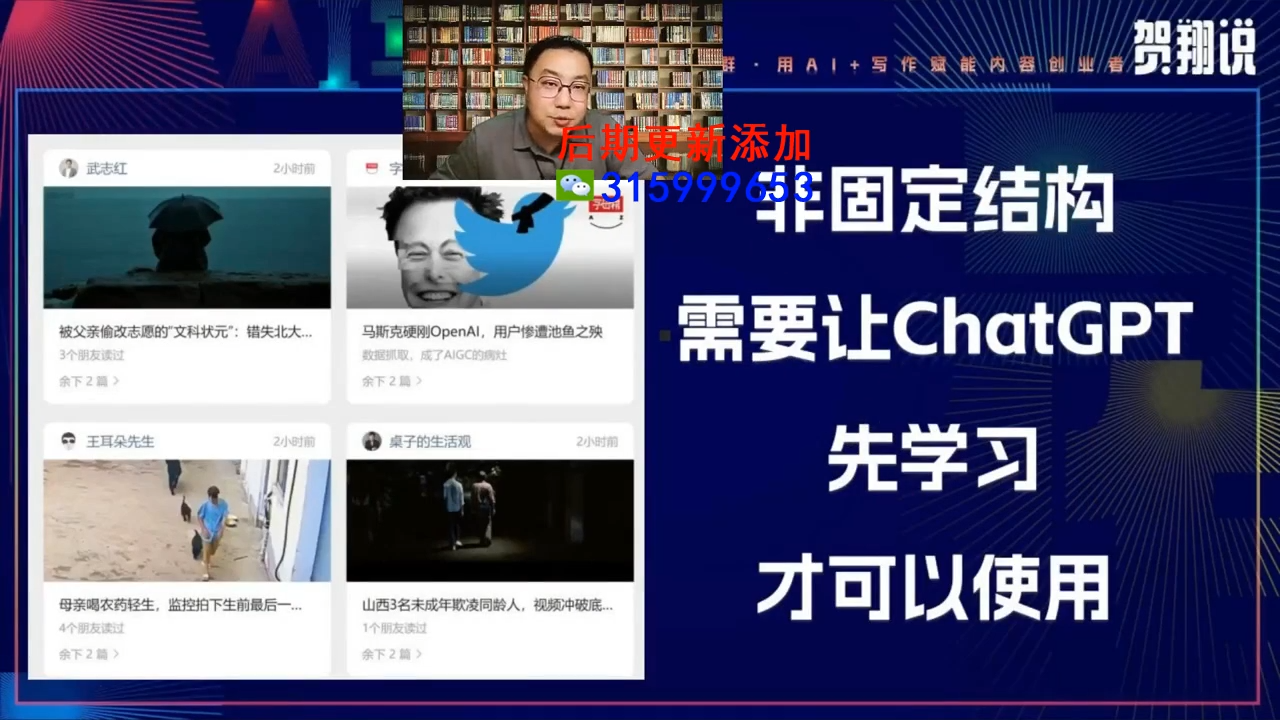 贺翔说
群·用AI+写作赋能内容创业者
后期更新添加
315999653
武志红
2小时前
字
被父亲偷改志愿的"文科状元"：错失北大...
3个朋友读过
余下 2 篇 >
马斯克硬刚OpenAI，用户惨遭池鱼之殃
数据抓取，成了AIGC的病灶
余下 2 篇 >
王耳朵先生
2小时前
桌子的生活观
2小时前
母亲喝农药轻生，监控拍下生前最后一...
4个朋友读过
余下 2 篇 >
山西3名未成年欺凌同龄人，视频冲破底...
1个朋友读过
余下 2 篇 >
非固定结构
需要让ChatGPT
先学习
才可以使用